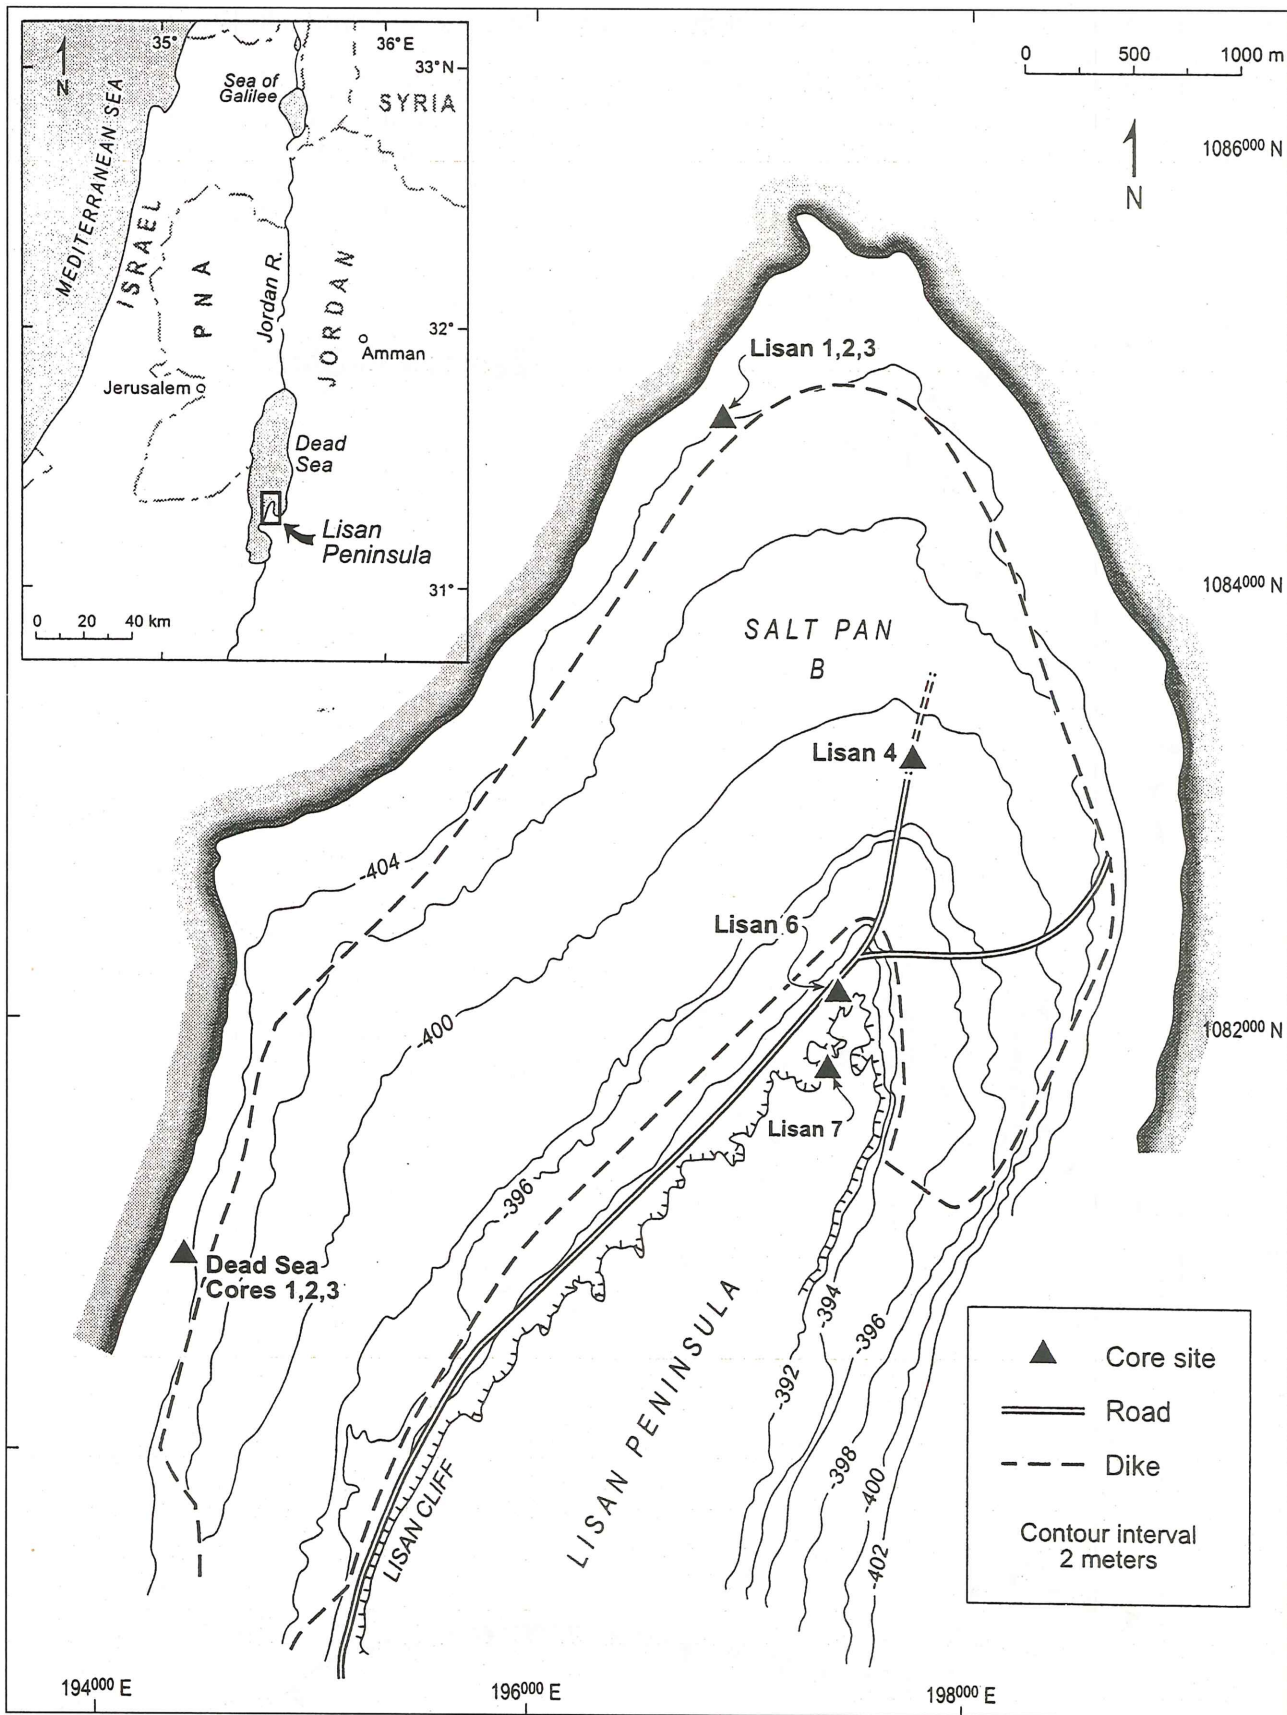 35°
36° E
N
33° N
Sea of
Galilee
SYRIA
MEDITERRANEAN SEA
ISRAEL
PNA
Jordan R.
JORDAN
32°
Amman
Jerusalem
Dead
Sea
Lisan
Peninsula
31°
0 20 40 km
0 500 1000 m
N
1086000 N
Lisan 1,2,3
1084000 N
SALT PAN
B
Lisan 4
-404
Lisan 6
-400
1082000 N
Lisan 7
-396
Dead Sea
Cores 1,2,3
-394
-396
-392
-398
-400
-402
LISAN PENINSULA
LISAN CLIFF
Core site
Road
Dike
Contour interval
2 meters
194000 E
196000 E
198000 E